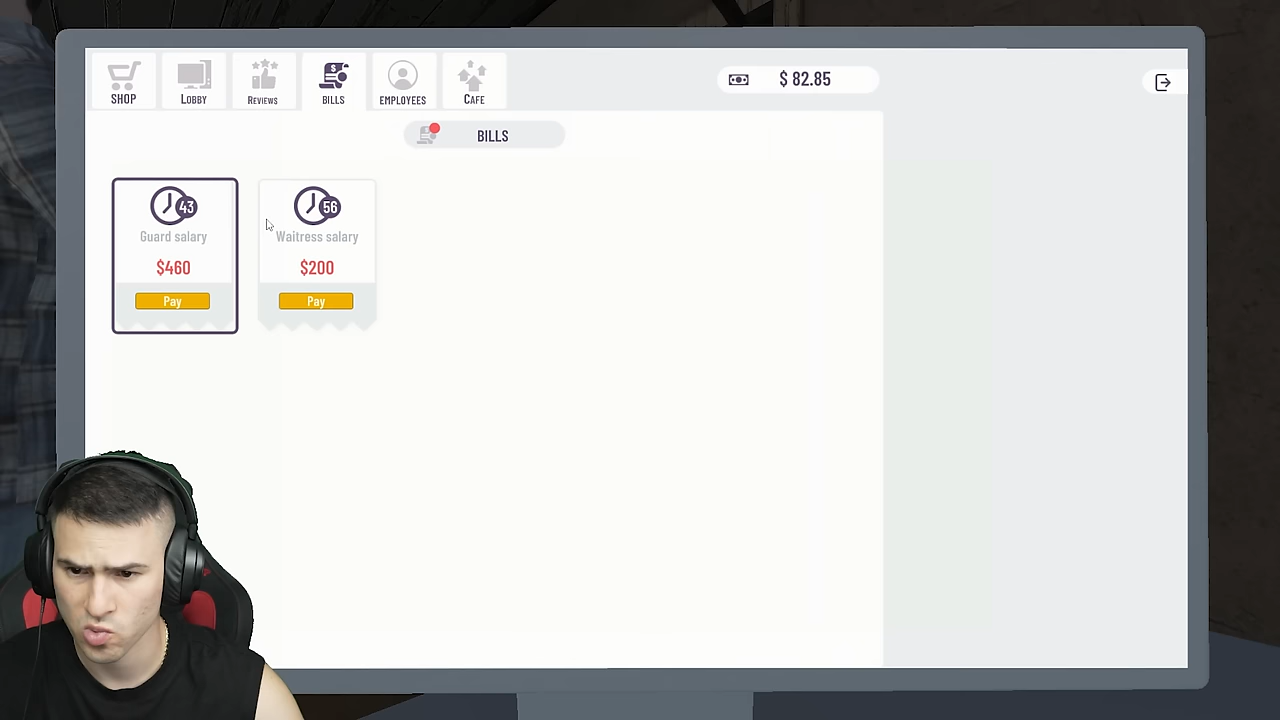 SHOP
LOBBY
REVIEWS
BILLS
EMPLOYEES
CAFE
$ 82.85
BILLS
43
Guard salary
$460
Pay
56
Waitress salary
$200
Pay